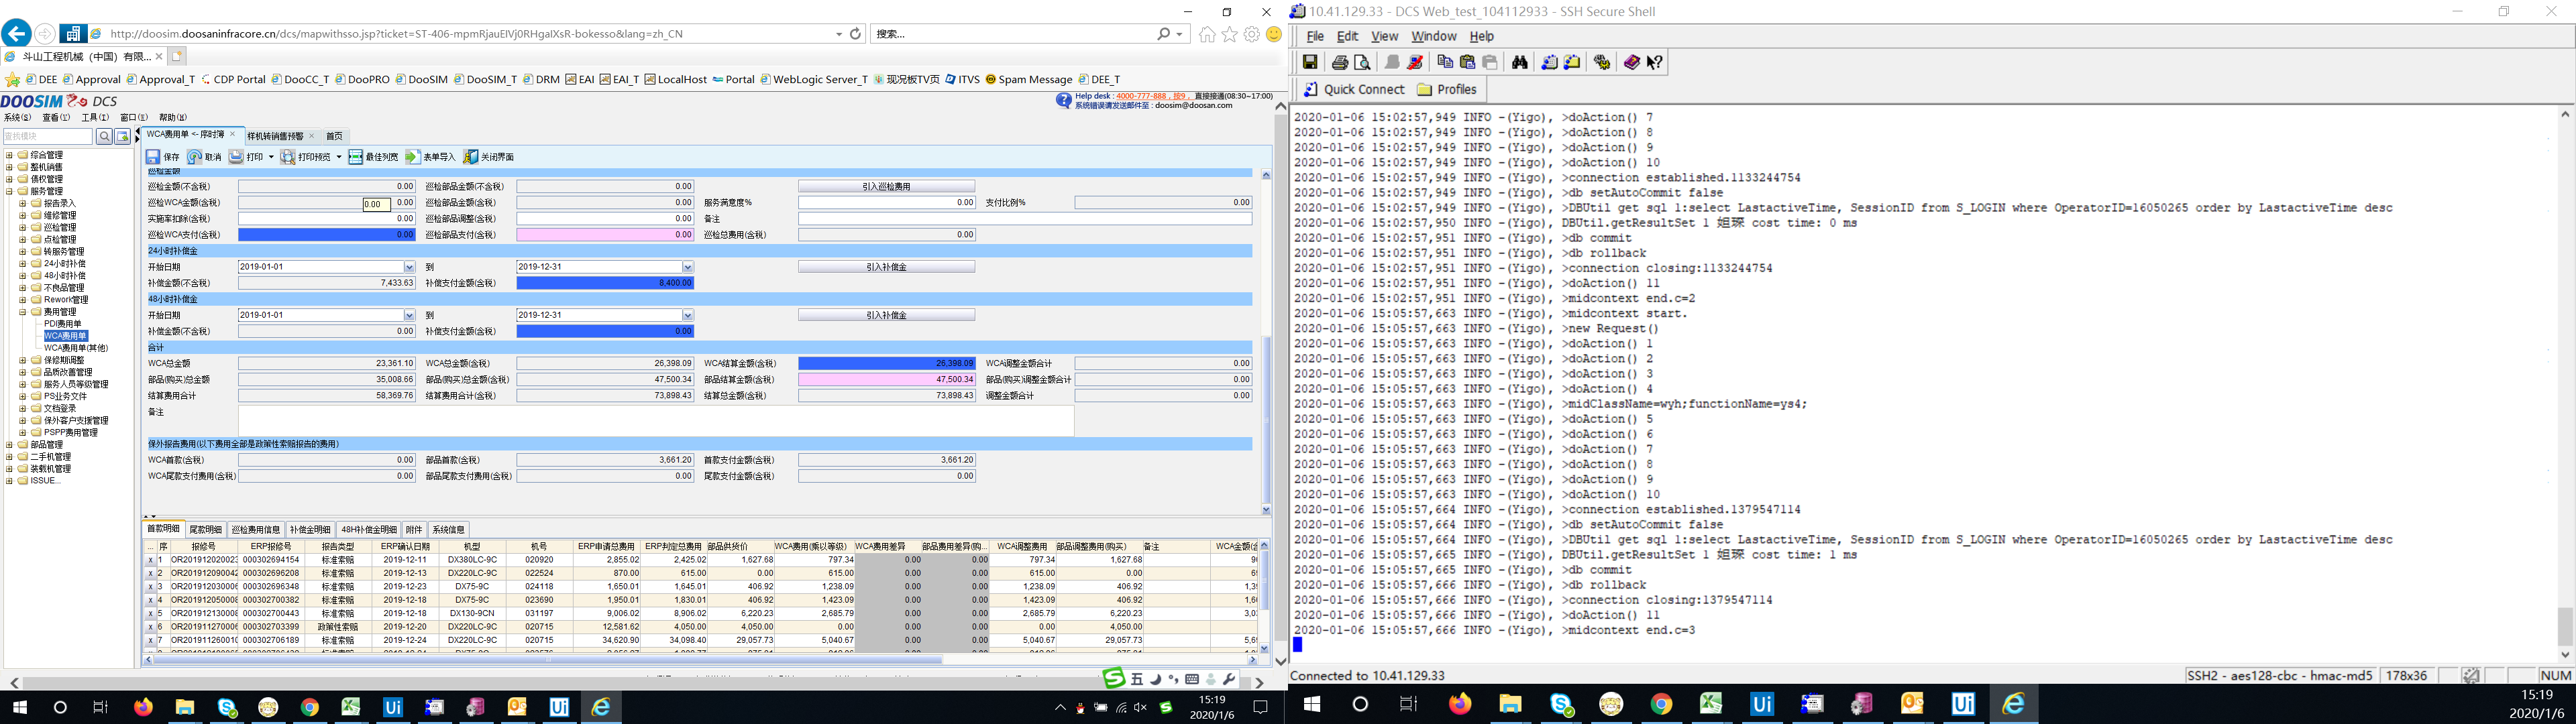 http://doosim.doosaninfracore.cn/dcs/mapwithsso.jsp?ticket=ST-406-mpmRjauElVj0RHgalXsR-bokesso&lang=zh_CN
搜索...
斗山工程机械（中国）有限...
DEE Approval Approval_T CDP Portal DooCC_T DooPRO DooSIM DooSIM_T DRM EAI EAI_T LocalHost Portal WebLogic Server_T 现况板TV页 ITVS Spam Message DEE_T
DOOSIM DCS
Help desk : 4000-777-888，按9， 直接接通(08:30~17:00)
系统错误请发送邮件至：doosim@doosan.com
系统(S) 查看(V) 工具(I) 窗口(E) 帮助(H)
查找模块
WCA费用单 <- 序时簿 样机转销售预警 首页
保存 取消 打印 打印预览 最佳列宽 表单导入 关闭界面
综合管理
整机销售
债权管理
服务管理
报告录入
维修管理
巡检管理
点检管理
转服务管理
24小时补偿
48小时补偿
不良品管理
Rework管理
费用管理
PDI费用单
WCA费用单
WCA费用单(其他)
保修期调整
品质改善管理
服务人员等级管理
PS业务文件
文档登录
保外客户支援管理
PSPP费用管理
部品管理
二手机管理
装载机管理
ISSUE...
巡检金额
巡检金额(不含税) 0.00 巡检部品金额(不含税) 0.00 引入巡检费用
巡检WCA金额(含税) 0.00 0.00 巡检部品金额(含税) 0.00 服务满意度% 0.00 支付比例% 0.00
实施率扣除(含税) 0.00 巡检部品调整(含税) 0.00 备注
巡检WCA支付(含税) 0.00 巡检部品支付(含税) 0.00 巡检总费用(含税) 0.00
24小时补偿金
开始日期 2019-01-01 到 2019-12-31 引入补偿金
补偿金额(不含税) 7,433.63 补偿支付金额(含税) 8,400.00
48小时补偿金
开始日期 2019-01-01 到 2019-12-31 引入补偿金
补偿金额(不含税) 0.00 补偿支付金额(含税) 0.00
合计
WCA总金额 23,361.10 WCA总金额(含税) 26,398.09 WCA结算金额(含税) 26,398.09 WCA调整金额合计 0.00
部品(购买)总金额 35,008.66 部品(购买)总金额(含税) 47,500.34 部品结算金额(含税) 47,500.34 部品(购买)调整金额合计 0.00
结算费用合计 58,369.76 结算费用合计(含税) 73,898.43 结算总金额(含税) 73,898.43 调整金额合计 0.00
备注
保外报告费用(以下费用全部是政策性索赔报告的费用)
WCA首款(含税) 0.00 部品首款(含税) 3,661.20 首款支付金额(含税) 3,661.20
WCA尾款支付费用(含税) 0.00 部品尾款支付费用(含税) 0.00 尾款支付金额(含税) 0.00
首款明细 尾款明细 巡检费用信息 补偿金明细 48H补偿金明细 附件 系统信息
... 序 报修号 ERP报修号 报告类型 ERP确认日期 机型 机号 ERP申请总费用 ERP判定总费用 部品供货价 WCA费用(乘以等级) WCA费用差异 部品费用差异(购... WCA调整费用 部品调整费用(购买) 备注 WCA金额(含
x 1 OR201912020023 000302694154 标准索赔 2019-12-11 DX380LC-9C 020920 2,855.02 2,425.02 1,627.68 797.34 0.00 0.00 797.34 1,627.68
x 2 OR201912090042 000302696208 标准索赔 2019-12-13 DX220LC-9C 022524 870.00 615.00 0.00 615.00 0.00 0.00 615.00 0.00
x 3 OR201912030006 000302696348 标准索赔 2019-12-23 DX75-9C 024118 1,650.01 1,645.01 406.92 1,238.09 0.00 0.00 1,238.09 406.92
x 4 OR201912050008 000302700382 标准索赔 2019-12-18 DX75-9C 023690 1,950.01 1,830.01 406.92 1,423.09 0.00 0.00 1,423.09 406.92
x 5 OR201912130008 000302700443 标准索赔 2019-12-18 DX130-9CN 031197 9,006.02 8,906.02 6,220.23 2,685.79 0.00 0.00 2,685.79 6,220.23
x 6 OR201911270006 000302703399 政策性索赔 2019-12-20 DX220LC-9C 020715 12,581.62 4,050.00 4,050.00 0.00 0.00 0.00 0.00 4,050.00
x 7 OR201911260010 000302706189 标准索赔 2019-12-24 DX220LC-9C 020715 34,620.90 34,098.40 29,057.73 5,040.67 0.00 0.00 5,040.67 29,057.73
五
15:19
2020/1/6
10.41.129.33 - DCS Web_test_104112933 - SSH Secure Shell
File Edit View Window Help
Quick Connect Profiles
2020-01-06 15:02:57,949 INFO -(Yigo), >doAction() 7
2020-01-06 15:02:57,949 INFO -(Yigo), >doAction() 8
2020-01-06 15:02:57,949 INFO -(Yigo), >doAction() 9
2020-01-06 15:02:57,949 INFO -(Yigo), >doAction() 10
2020-01-06 15:02:57,949 INFO -(Yigo), >connection established.1133244754
2020-01-06 15:02:57,949 INFO -(Yigo), >db setAutoCommit false
2020-01-06 15:02:57,949 INFO -(Yigo), >DBUtil get sql 1:select LastactiveTime, SessionID from S_LOGIN where OperatorID=16050265 order by LastactiveTime desc
2020-01-06 15:02:57,950 INFO -(Yigo), DBUtil.getResultSet 1 妲琛 cost time: 0 ms
2020-01-06 15:02:57,951 INFO -(Yigo), >db commit
2020-01-06 15:02:57,951 INFO -(Yigo), >db rollback
2020-01-06 15:02:57,951 INFO -(Yigo), >connection closing:1133244754
2020-01-06 15:02:57,951 INFO -(Yigo), >doAction() 11
2020-01-06 15:02:57,951 INFO -(Yigo), >midcontext end.c=2
2020-01-06 15:05:57,663 INFO -(Yigo), >midcontext start.
2020-01-06 15:05:57,663 INFO -(Yigo), >new Request()
2020-01-06 15:05:57,663 INFO -(Yigo), >doAction() 1
2020-01-06 15:05:57,663 INFO -(Yigo), >doAction() 2
2020-01-06 15:05:57,663 INFO -(Yigo), >doAction() 3
2020-01-06 15:05:57,663 INFO -(Yigo), >doAction() 4
2020-01-06 15:05:57,663 INFO -(Yigo), >midClassName=wyh;functionName=ys4;
2020-01-06 15:05:57,663 INFO -(Yigo), >doAction() 5
2020-01-06 15:05:57,663 INFO -(Yigo), >doAction() 6
2020-01-06 15:05:57,663 INFO -(Yigo), >doAction() 7
2020-01-06 15:05:57,663 INFO -(Yigo), >doAction() 8
2020-01-06 15:05:57,663 INFO -(Yigo), >doAction() 9
2020-01-06 15:05:57,663 INFO -(Yigo), >doAction() 10
2020-01-06 15:05:57,664 INFO -(Yigo), >connection established.1379547114
2020-01-06 15:05:57,664 INFO -(Yigo), >db setAutoCommit false
2020-01-06 15:05:57,664 INFO -(Yigo), >DBUtil get sql 1:select LastactiveTime, SessionID from S_LOGIN where OperatorID=16050265 order by LastactiveTime desc
2020-01-06 15:05:57,665 INFO -(Yigo), DBUtil.getResultSet 1 妲琛 cost time: 1 ms
2020-01-06 15:05:57,665 INFO -(Yigo), >db commit
2020-01-06 15:05:57,665 INFO -(Yigo), >db rollback
2020-01-06 15:05:57,666 INFO -(Yigo), >connection closing:1379547114
2020-01-06 15:05:57,666 INFO -(Yigo), >doAction() 11
2020-01-06 15:05:57,666 INFO -(Yigo), >midcontext end.c=3
Connected to 10.41.129.33 SSH2 - aes128-cbc - hmac-md5 178x36 NUM
15:19
2020/1/6